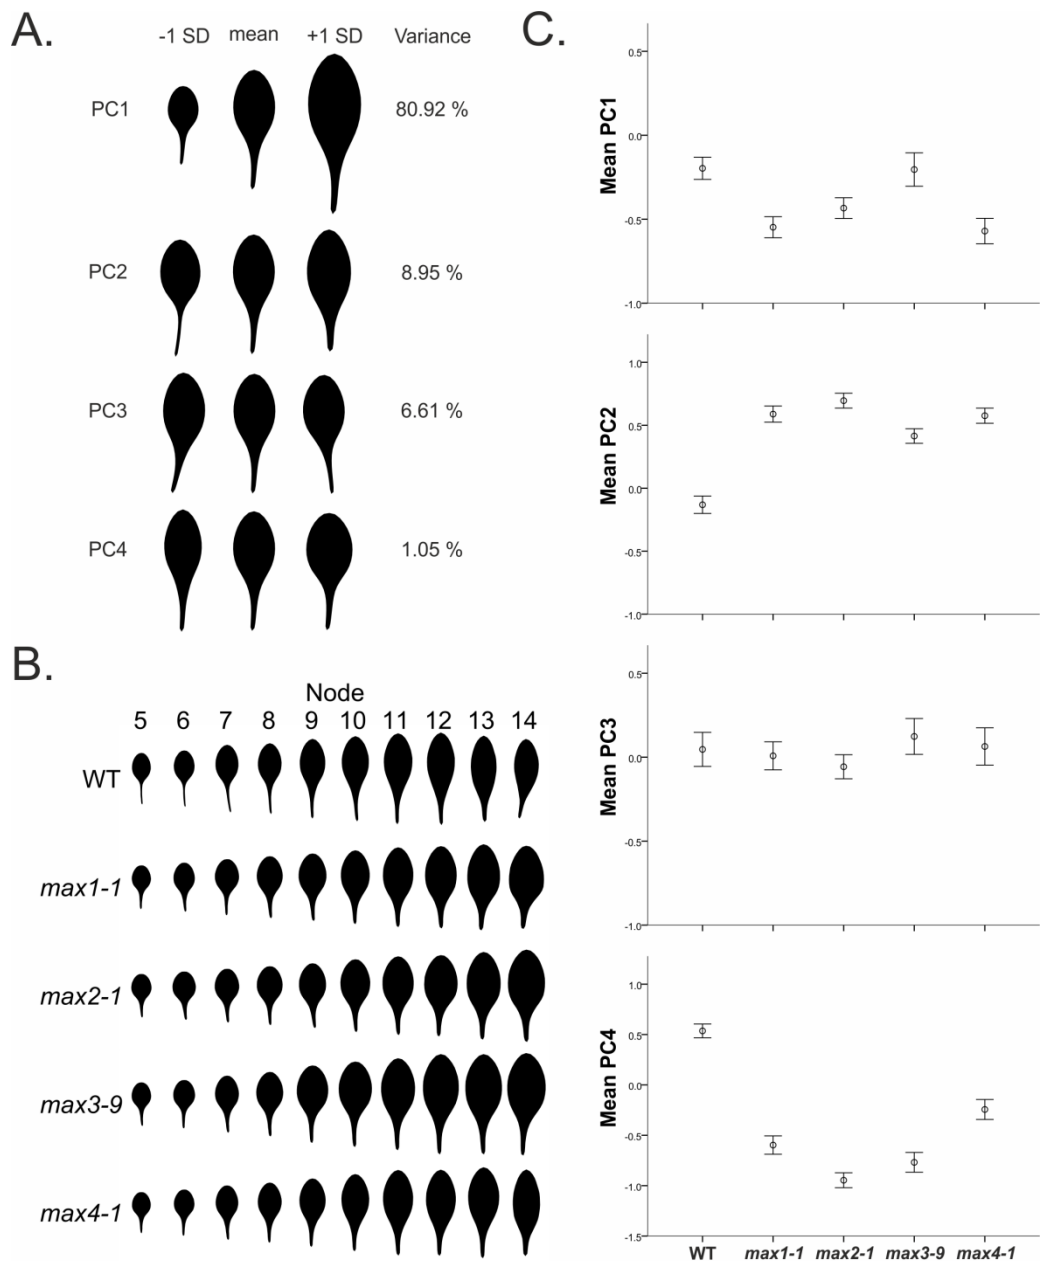 A.
-1 SD mean +1 SD Variance
PC1 80.92 %
PC2 8.95 %
PC3 6.61 %
PC4 1.05 %
B.
Node
5 6 7 8 9 10 11 12 13 14
WT
max1-1
max2-1
max3-9
max4-1
C.
Mean PC1
0.5
0.0
-0.5
-1.0
Mean PC2
1.0
0.5
0.0
-0.5
-1.0
Mean PC3
0.5
0.0
-0.5
-1.0
Mean PC4
1.0
0.5
0.0
-0.5
-1.0
-1.5
WT max1-1 max2-1 max3-9 max4-1